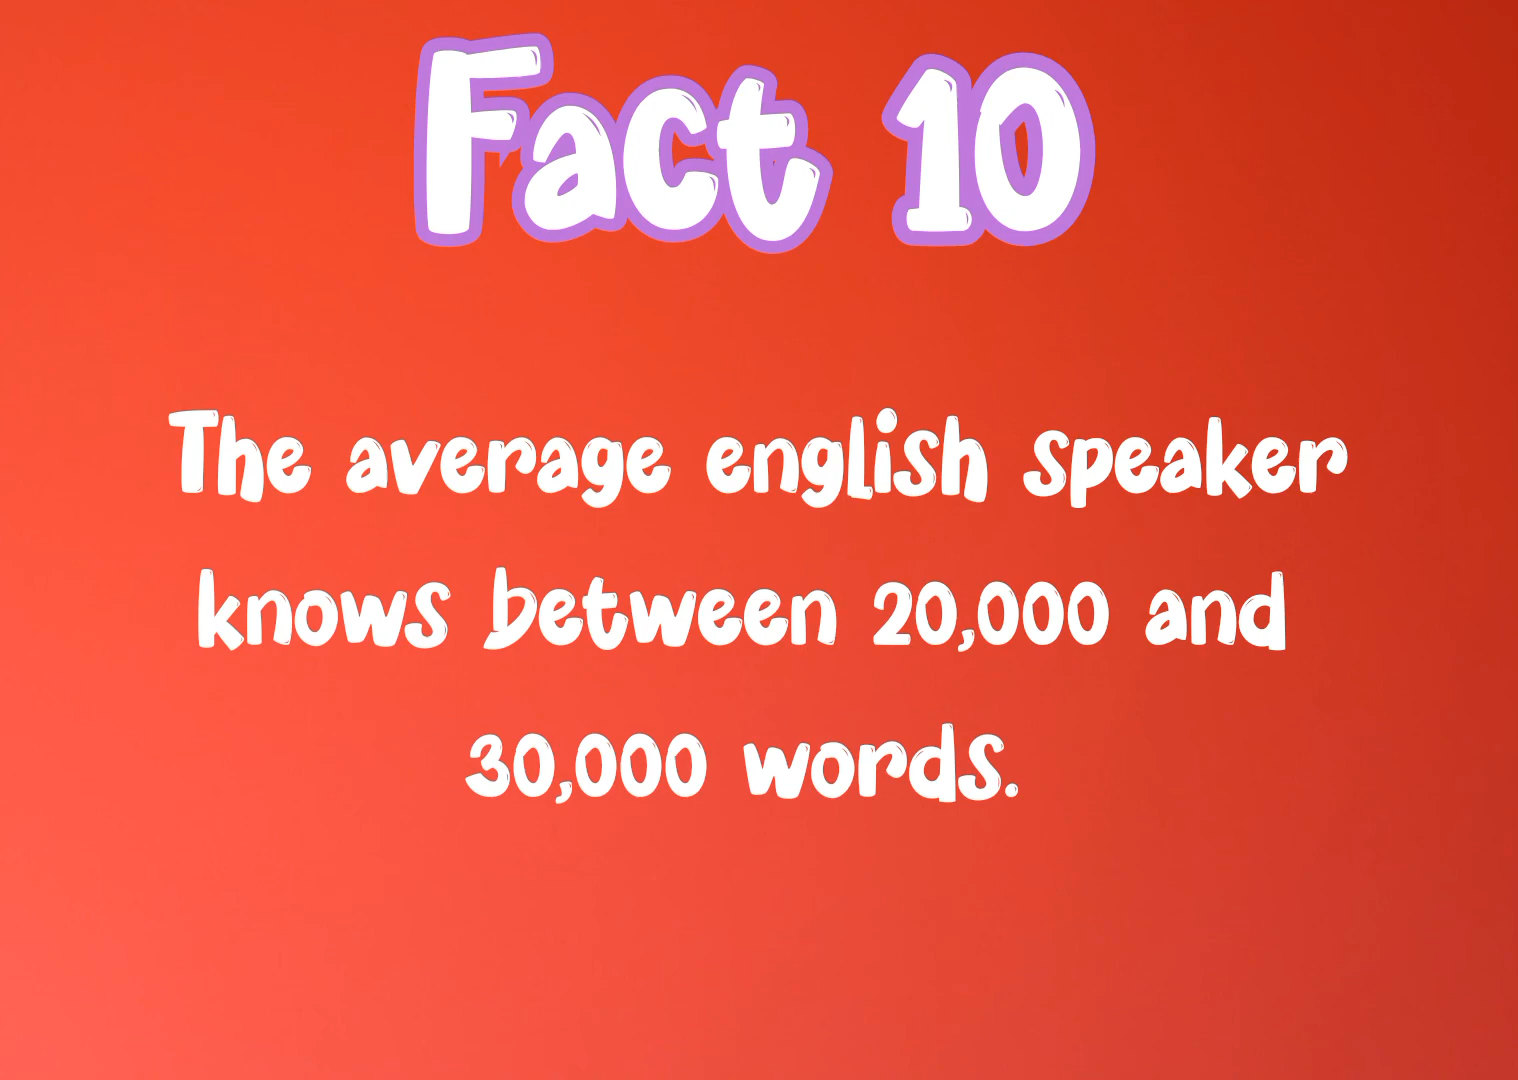 Fact 10
The average english speaker
knows between 20,000 and
30,000 words.